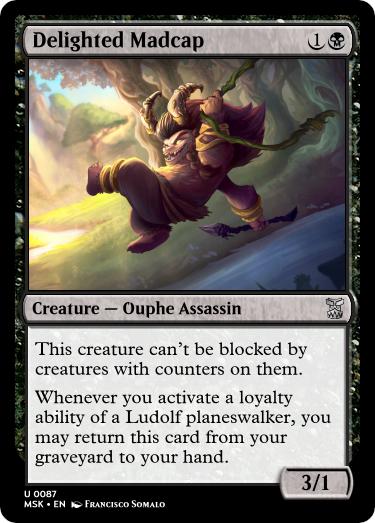 Delighted Madcap 1
Creature — Ouphe Assassin
This creature can't be blocked by
creatures with counters on them.
Whenever you activate a loyalty
ability of a Ludolf planeswalker, you
may return this card from your
graveyard to your hand.
3/1
U 0087
MSK • EN Francisco Somalo